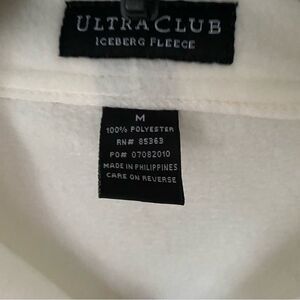 ULTRACLUB
ICEBERG FLEECE
M
100% POLYESTER
RN# 85363
PO# 07082010
MADE IN PHILIPPINES
CARE ON REVERSE